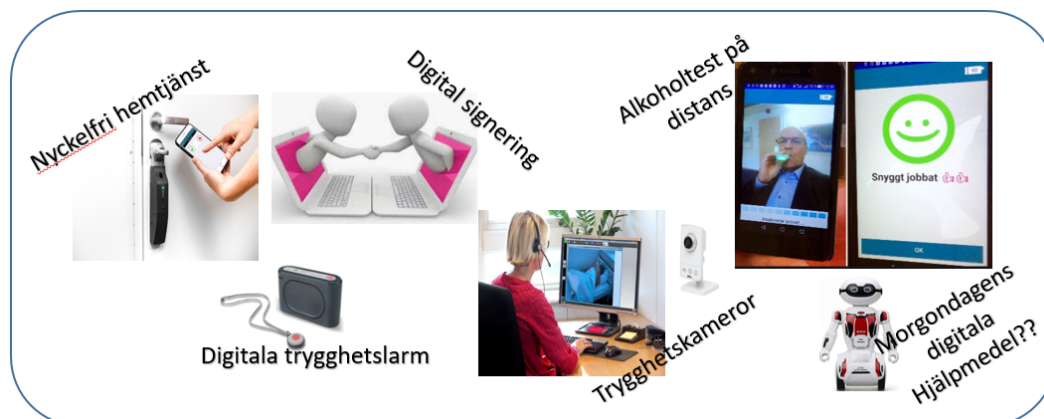 Nyckelfri hemtjänst
Digital signering
Alkoholtest på
distans
Snyggt jobbat
OK
Digitala trygghetslarm
Trygghetskameror
Morgondagens
digitala
Hjälpmedel??